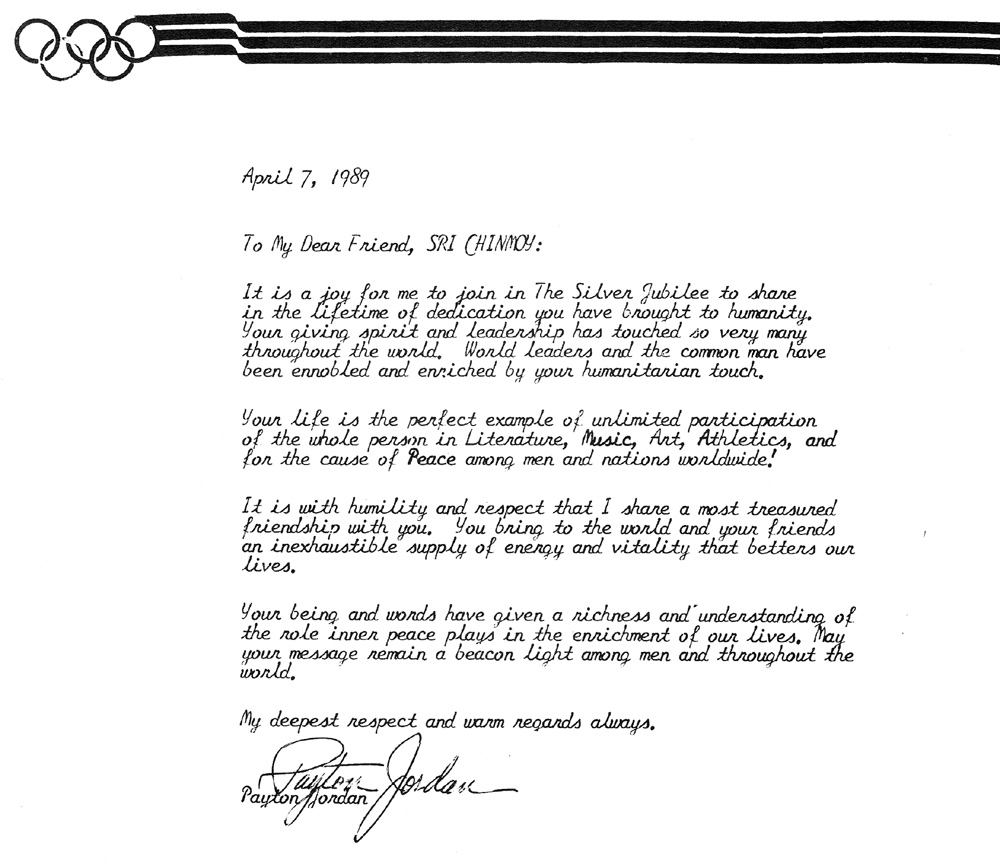 April 7, 1989
To My Dear Friend, SRI CHINMOY:
It is a joy for me to join in The Silver Jubilee to share
in the lifetime of dedication you have brought to humanity.
Your giving spirit and leadership has touched so very many
throughout the world. World leaders and the common man have
been ennobled and enriched by your humanitarian touch.
Your life is the perfect example of unlimited participation
of the whole person in Literature, Music, Art, Athletics, and
for the cause of Peace among men and nations worldwide!
It is with humility and respect that I share a most treasured
friendship with you. You bring to the world and your friends
an inexhaustible supply of energy and vitality that betters our
lives.
Your being and words have given a richness and understanding of
the role inner peace plays in the enrichment of our lives. May
your message remain a beacon light among men and throughout the
world.
My deepest respect and warm regards always.
Payton Jordan
Payton Jordan